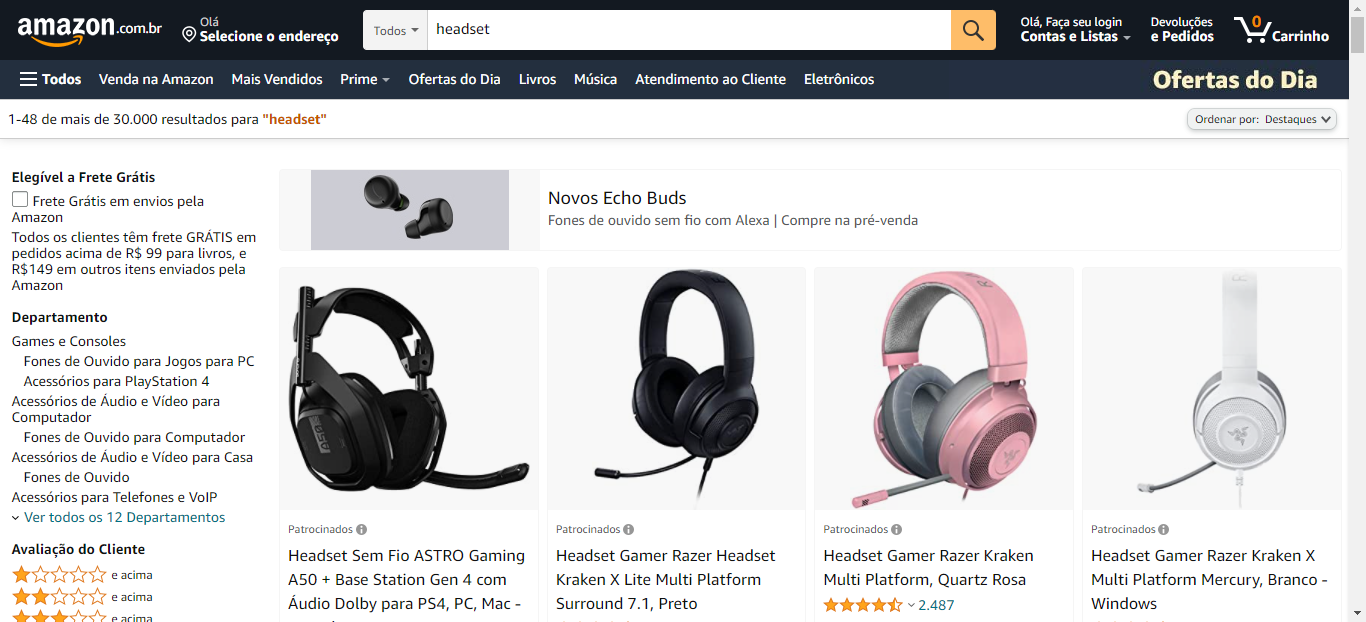 amazon.com.br
Olá
Selecione o endereço
Todos
headset
Olá, Faça seu login
Contas e Listas
Devoluções
e Pedidos
0
Carrinho
Todos
Venda na Amazon
Mais Vendidos
Prime
Ofertas do Dia
Livros
Música
Atendimento ao Cliente
Eletrônicos
Ofertas do Dia
1-48 de mais de 30.000 resultados para "headset"
Ordenar por: Destaques
Elegível a Frete Grátis
Frete Grátis em envios pela
Amazon
Todos os clientes têm frete GRÁTIS em
pedidos acima de R$ 99 para livros, e
R$149 em outros itens enviados pela
Amazon
Departamento
Games e Consoles
Fones de Ouvido para Jogos para PC
Acessórios para PlayStation 4
Acessórios de Áudio e Vídeo para
Computador
Fones de Ouvido para Computador
Acessórios de Áudio e Vídeo para Casa
Fones de Ouvido
Acessórios para Telefones e VoIP
Ver todos os 12 Departamentos
Avaliação do Cliente
e acima
e acima
e acima
Novos Echo Buds
Fones de ouvido sem fio com Alexa | Compre na pré-venda
Patrocinados
Headset Sem Fio ASTRO Gaming
A50 + Base Station Gen 4 com
Áudio Dolby para PS4, PC, Mac -
Patrocinados
Headset Gamer Razer Headset
Kraken X Lite Multi Platform
Surround 7.1, Preto
Patrocinados
Headset Gamer Razer Kraken
Multi Platform, Quartz Rosa
2.487
Patrocinados
Headset Gamer Razer Kraken X
Multi Platform Mercury, Branco -
Windows